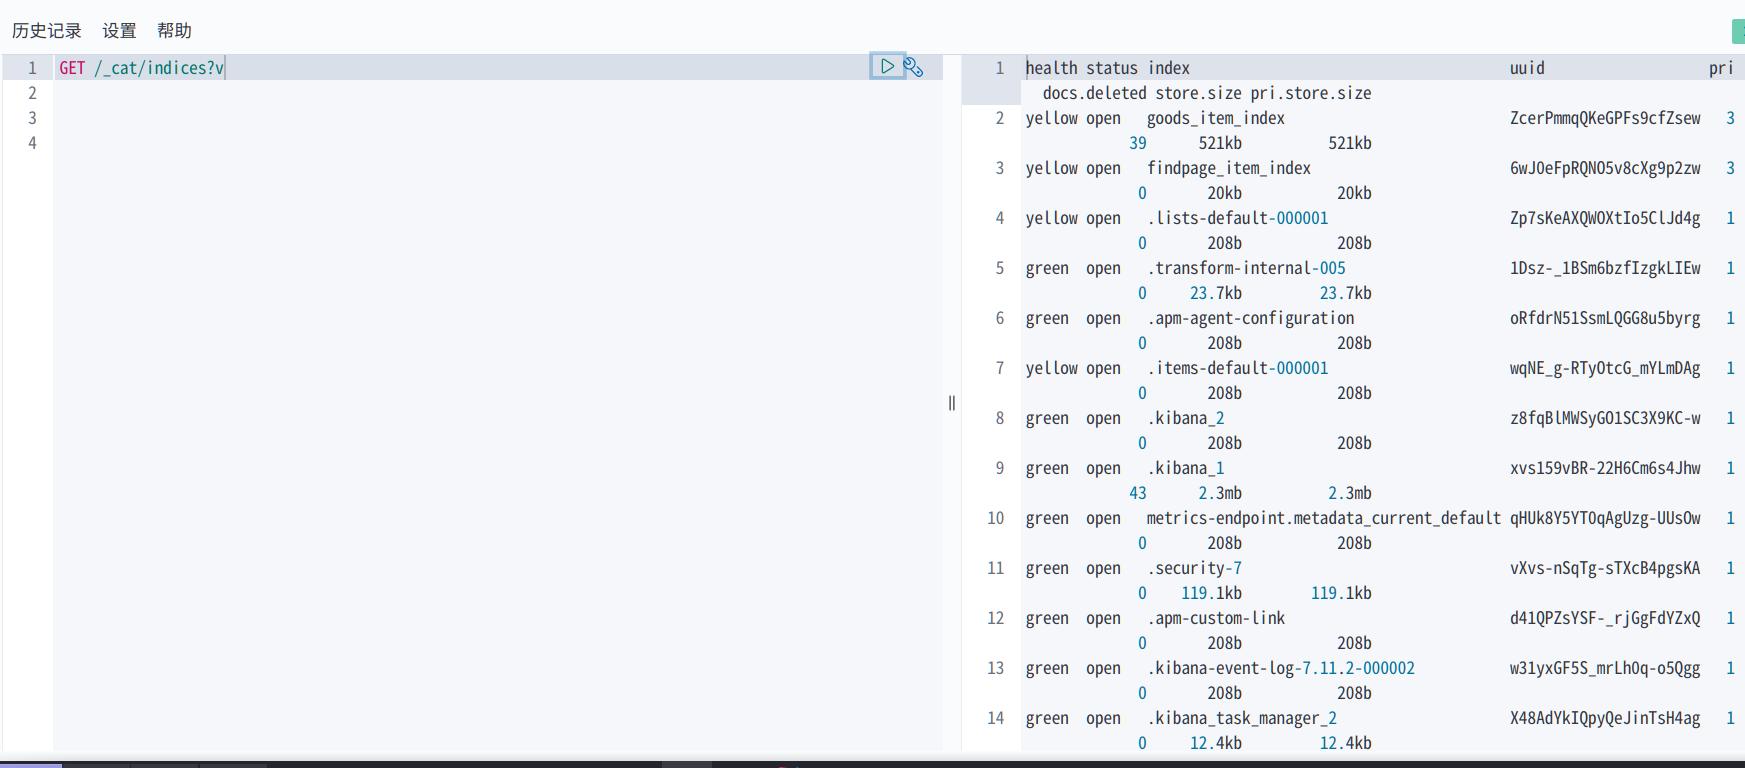 历史记录 设置 帮助
1 GET /_cat/indices?v
2
3
4
1 health status index uuid pri
docs.deleted store.size pri.store.size
2 yellow open goods_item_index ZcerPmmqQKeGPFs9cfZsew 3
39 521kb 521kb
3 yellow open findpage_item_index 6wJ0eFpRQNO5v8cXg9p2zw 3
0 20kb 20kb
4 yellow open .lists-default-000001 Zp7sKeAXQWOXtIo5ClJd4g 1
0 208b 208b
5 green open .transform-internal-005 1Dsz-_1BSm6bzfIzgkLIEw 1
0 23.7kb 23.7kb
6 green open .apm-agent-configuration oRfdrN51SsmLQGG8u5byrg 1
0 208b 208b
7 yellow open .items-default-000001 wqNE_g-RTyOtcG_mYLmDAg 1
0 208b 208b
8 green open .kibana_2 z8fqBlMWSyGO1SC3X9KC-w 1
0 208b 208b
9 green open .kibana_1 xvs159vBR-22H6Cm6s4Jhw 1
43 2.3mb 2.3mb
10 green open metrics-endpoint.metadata_current_default qHUk8Y5YT0qAgUzg-UUsOw 1
0 208b 208b
11 green open .security-7 vXvs-nSqTg-sTXcB4pgsKA 1
0 119.1kb 119.1kb
12 green open .apm-custom-link d41QPZsYSF-_rjGgFdYZxQ 1
0 208b 208b
13 green open .kibana-event-log-7.11.2-000002 w31yxGF5S_mrLhOq-o5Qgg 1
0 208b 208b
14 green open .kibana_task_manager_2 X48AdYkIQpyQeJinTsH4ag 1
0 12.4kb 12.4kb